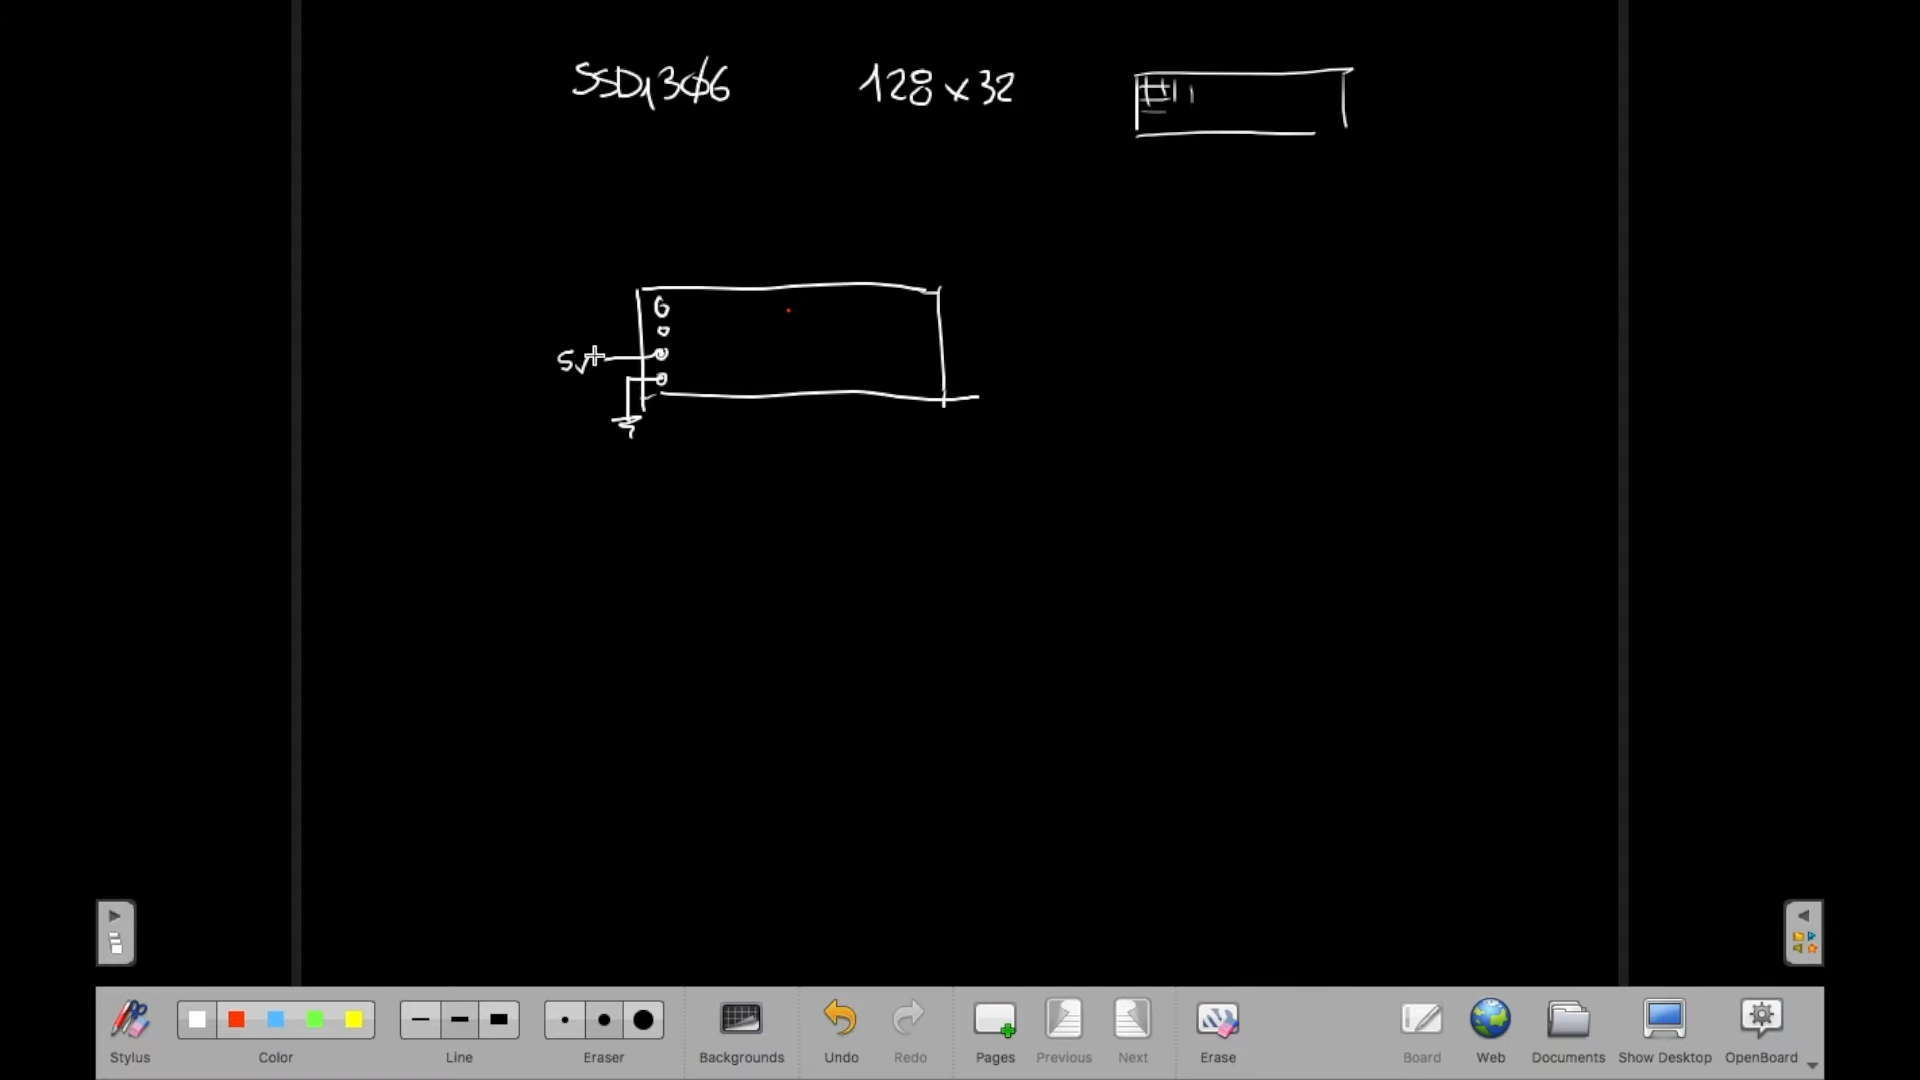 SSD1306 128 x 32
5V
Stylus Color Line Eraser Backgrounds Undo Redo Pages Previous Next Erase Board Web Documents Show Desktop OpenBoard